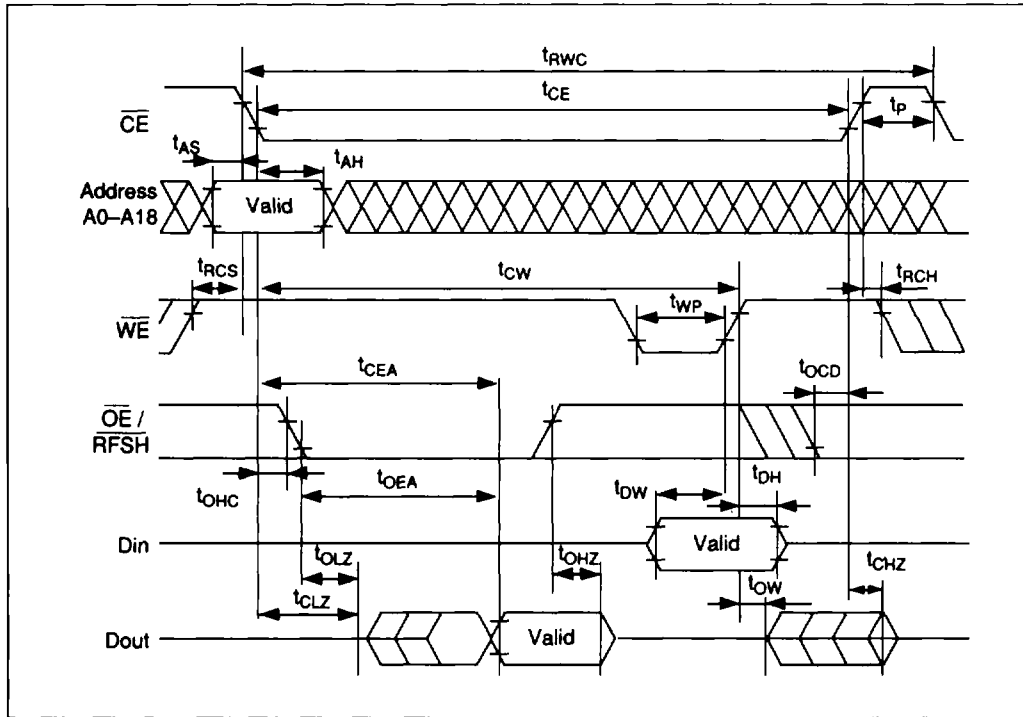 tRWC
tCE
tP
CE
tAS
tAH
Address
A0–A18
Valid
tRCS
tCW
tRCH
WE
tWP
tCEA
tOCD
OE /
RFSH
tOHC
tOEA
tDW
tDH
Din
Valid
tOLZ
tOHZ
tCHZ
tCLZ
tOW
Dout
Valid